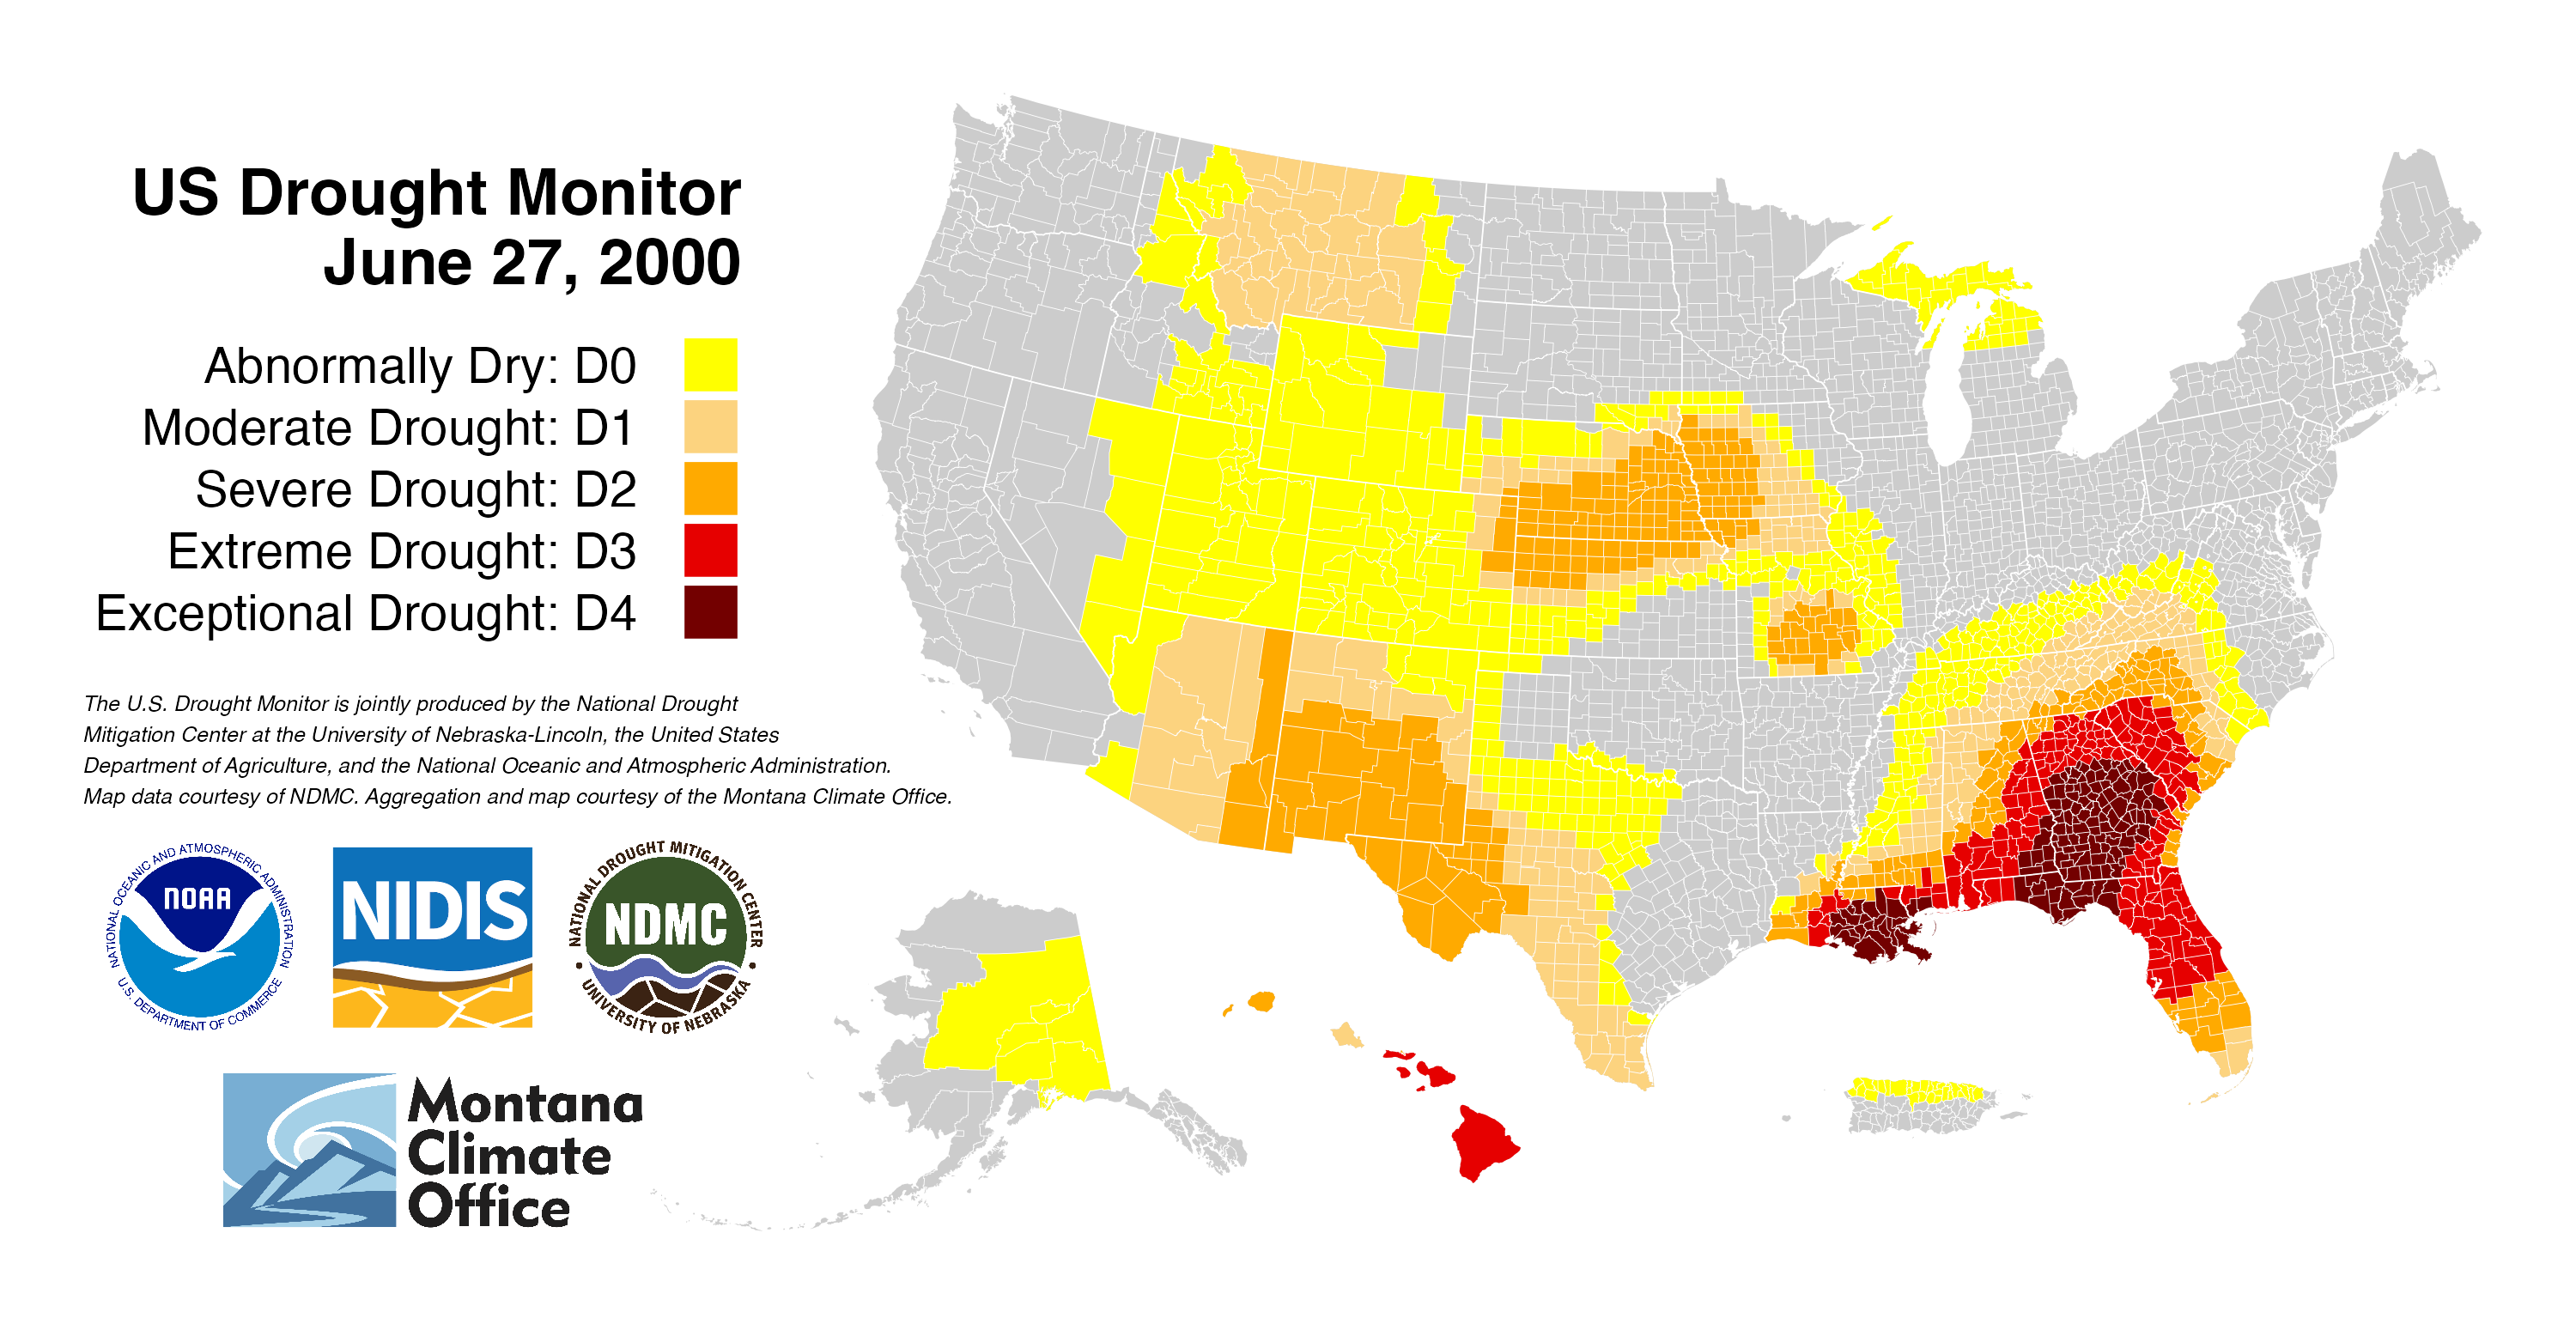 US Drought Monitor
June 27, 2000
Abnormally Dry: D0
Moderate Drought: D1
Severe Drought: D2
Extreme Drought: D3
Exceptional Drought: D4
The U.S. Drought Monitor is jointly produced by the National Drought
Mitigation Center at the University of Nebraska-Lincoln, the United States
Department of Agriculture, and the National Oceanic and Atmospheric Administration.
Map data courtesy of NDMC. Aggregation and map courtesy of the Montana Climate Office.
NATIONAL OCEANIC AND ATMOSPHERIC ADMINISTRATION
NOAA
U.S. DEPARTMENT OF COMMERCE
NIDIS
NATIONAL DROUGHT MITIGATION CENTER
NDMC
UNIVERSITY OF NEBRASKA
Montana
Climate
Office